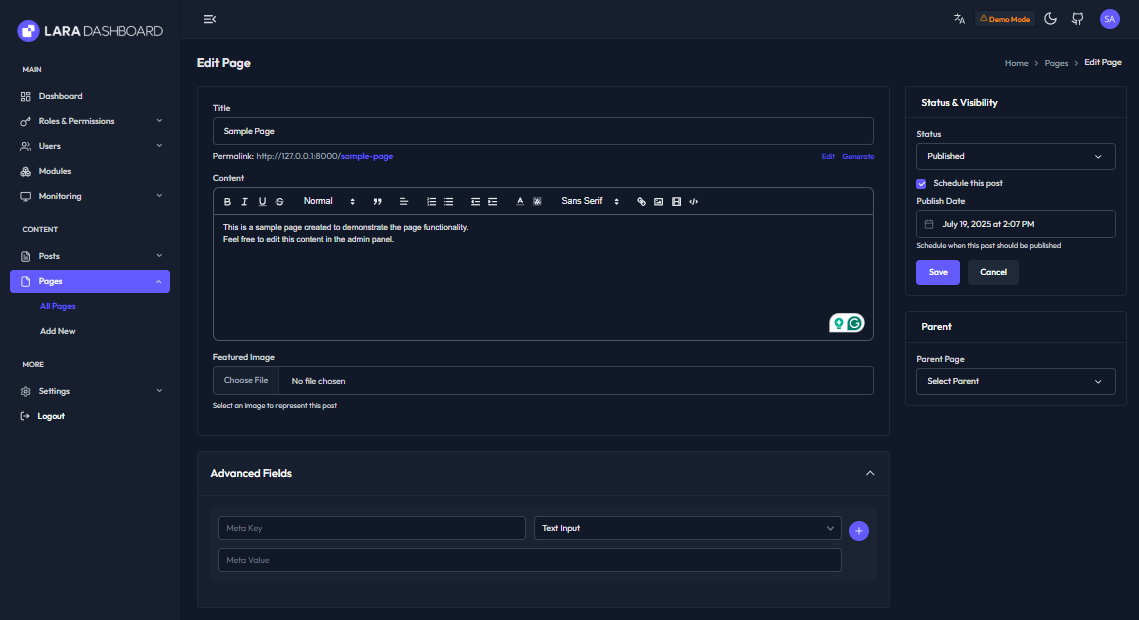 LARA DASHBOARD
MAIN
Dashboard
Roles & Permissions
Users
Modules
Monitoring
CONTENT
Posts
Pages
All Pages
Add New
MORE
Settings
Logout
Demo Mode
SA
Edit Page
Home > Pages > Edit Page
Title
Sample Page
Permalink: http://127.0.0.1:8000/sample-page
Edit Generate
Content
B I U S Normal Sans Serif
This is a sample page created to demonstrate the page functionality.
Feel free to edit this content in the admin panel.
Featured Image
Choose File No file chosen
Select an image to represent this post
Advanced Fields
Meta Key
Text Input
Meta Value
Status & Visibility
Status
Published
Schedule this post
Publish Date
July 19, 2025 at 2:07 PM
Schedule when this post should be published
Save
Cancel
Parent
Parent Page
Select Parent